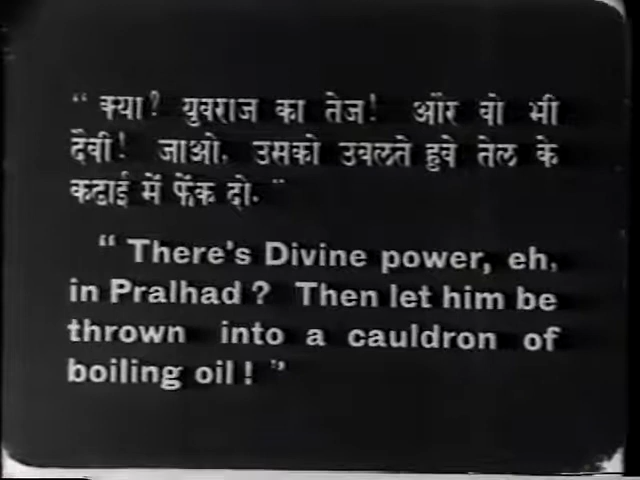 “ क्या? युवराज का तेज! और वो भी
दैवी! जाओ. उसको उबलते हुवे तेल के
कढाई में फेंक दो. ”
“ There's Divine power, eh,
in Pralhad ? Then let him be
thrown into a cauldron of
boiling oil ! ”